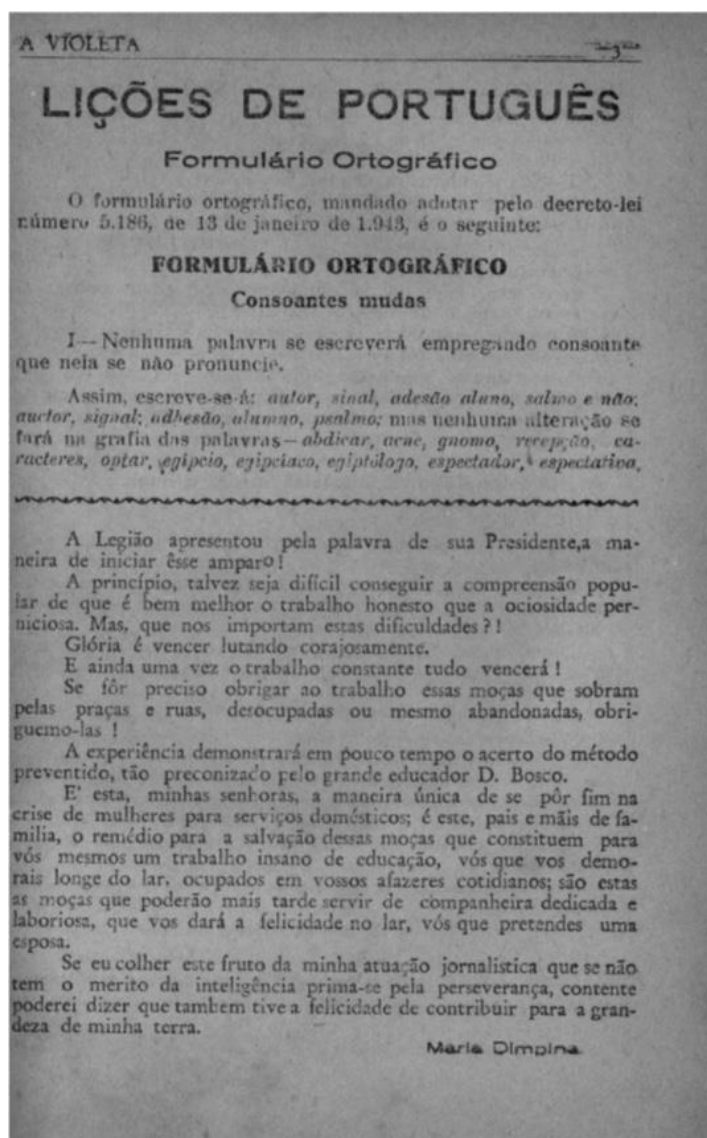 A VIOLETA
LIÇÕES DE PORTUGUÊS
Formulário Ortográfico
O formulário ortográfico, mandado adotar pelo decreto-lei
número 5.186, de 13 de janeiro de 1.943, é o seguinte:
FORMULÁRIO ORTOGRÁFICO
Consoantes mudas
I—Nenhuma palavra se escreverá empregando consoante
que nela se não pronuncie.
Assim, escreve-se-á: autor, sinal, adesão aluno, salmo e não:
auctor, signal; adhesão, alumno, psalmo; mas nenhuma alteração se
fará na grafia das palavras—abdicar, acne, gnomo, recepção, ca-
racteres, optar, egipcio, egipciaco, egiptólogo, espectador, espectativa,
A Legião apresentou pela palavra de sua Presidente,a ma-
neira de iniciar êsse amparo!
A princípio, talvez seja difícil conseguir a compreensão popu-
lar de que é bem melhor o trabalho honesto que a ociosidade per-
niciosa. Mas, que nos importam estas dificuldades?!
Glória é vencer lutando corajosamente.
E ainda uma vez o trabalho constante tudo vencerá!
Se fôr preciso obrigar ao trabalho essas moças que sobram
pelas praças e ruas, desocupadas ou mesmo abandonadas, obri-
guemo-las !
A experiência demonstrará em pouco tempo o acerto do método
preventido, tão preconizado pelo grande educador D. Bosco.
E' esta, minhas senhoras, a maneira única de se pôr fim na
crise de mulheres para serviços domésticos; é este, pais e mãis de fa-
milia, o remédio para a salvação dessas moças que constituem para
vós mesmos um trabalho insano de educação, vós que vos demo-
rais longe do lar, ocupados em vossos afazeres cotidianos; são estas
as moças que poderão mais tarde servir de companheira dedicada e
laboriosa, que vos dará a felicidade no lar, vós que pretendes uma
esposa.
Se eu colher este fruto da minha atuação jornalistica que se não
tem o merito da inteligência prima-se pela perseverança, contente
poderei dizer que tambem tive a felicidade de contribuir para a gran-
deza de minha terra.
Maria Dimpina